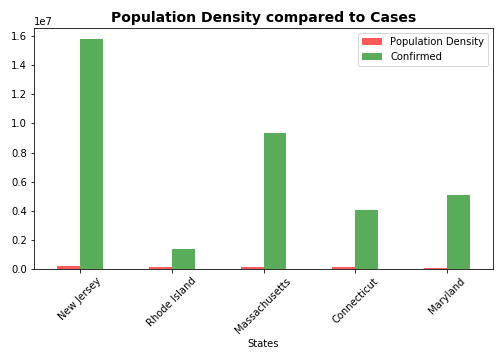 Population Density compared to Cases
1e7
Population Density
Confirmed
1.6
1.4
1.2
1.0
0.8
0.6
0.4
0.2
0.0
New Jersey
Rhode Island
Massachusetts
Connecticut
Maryland
States